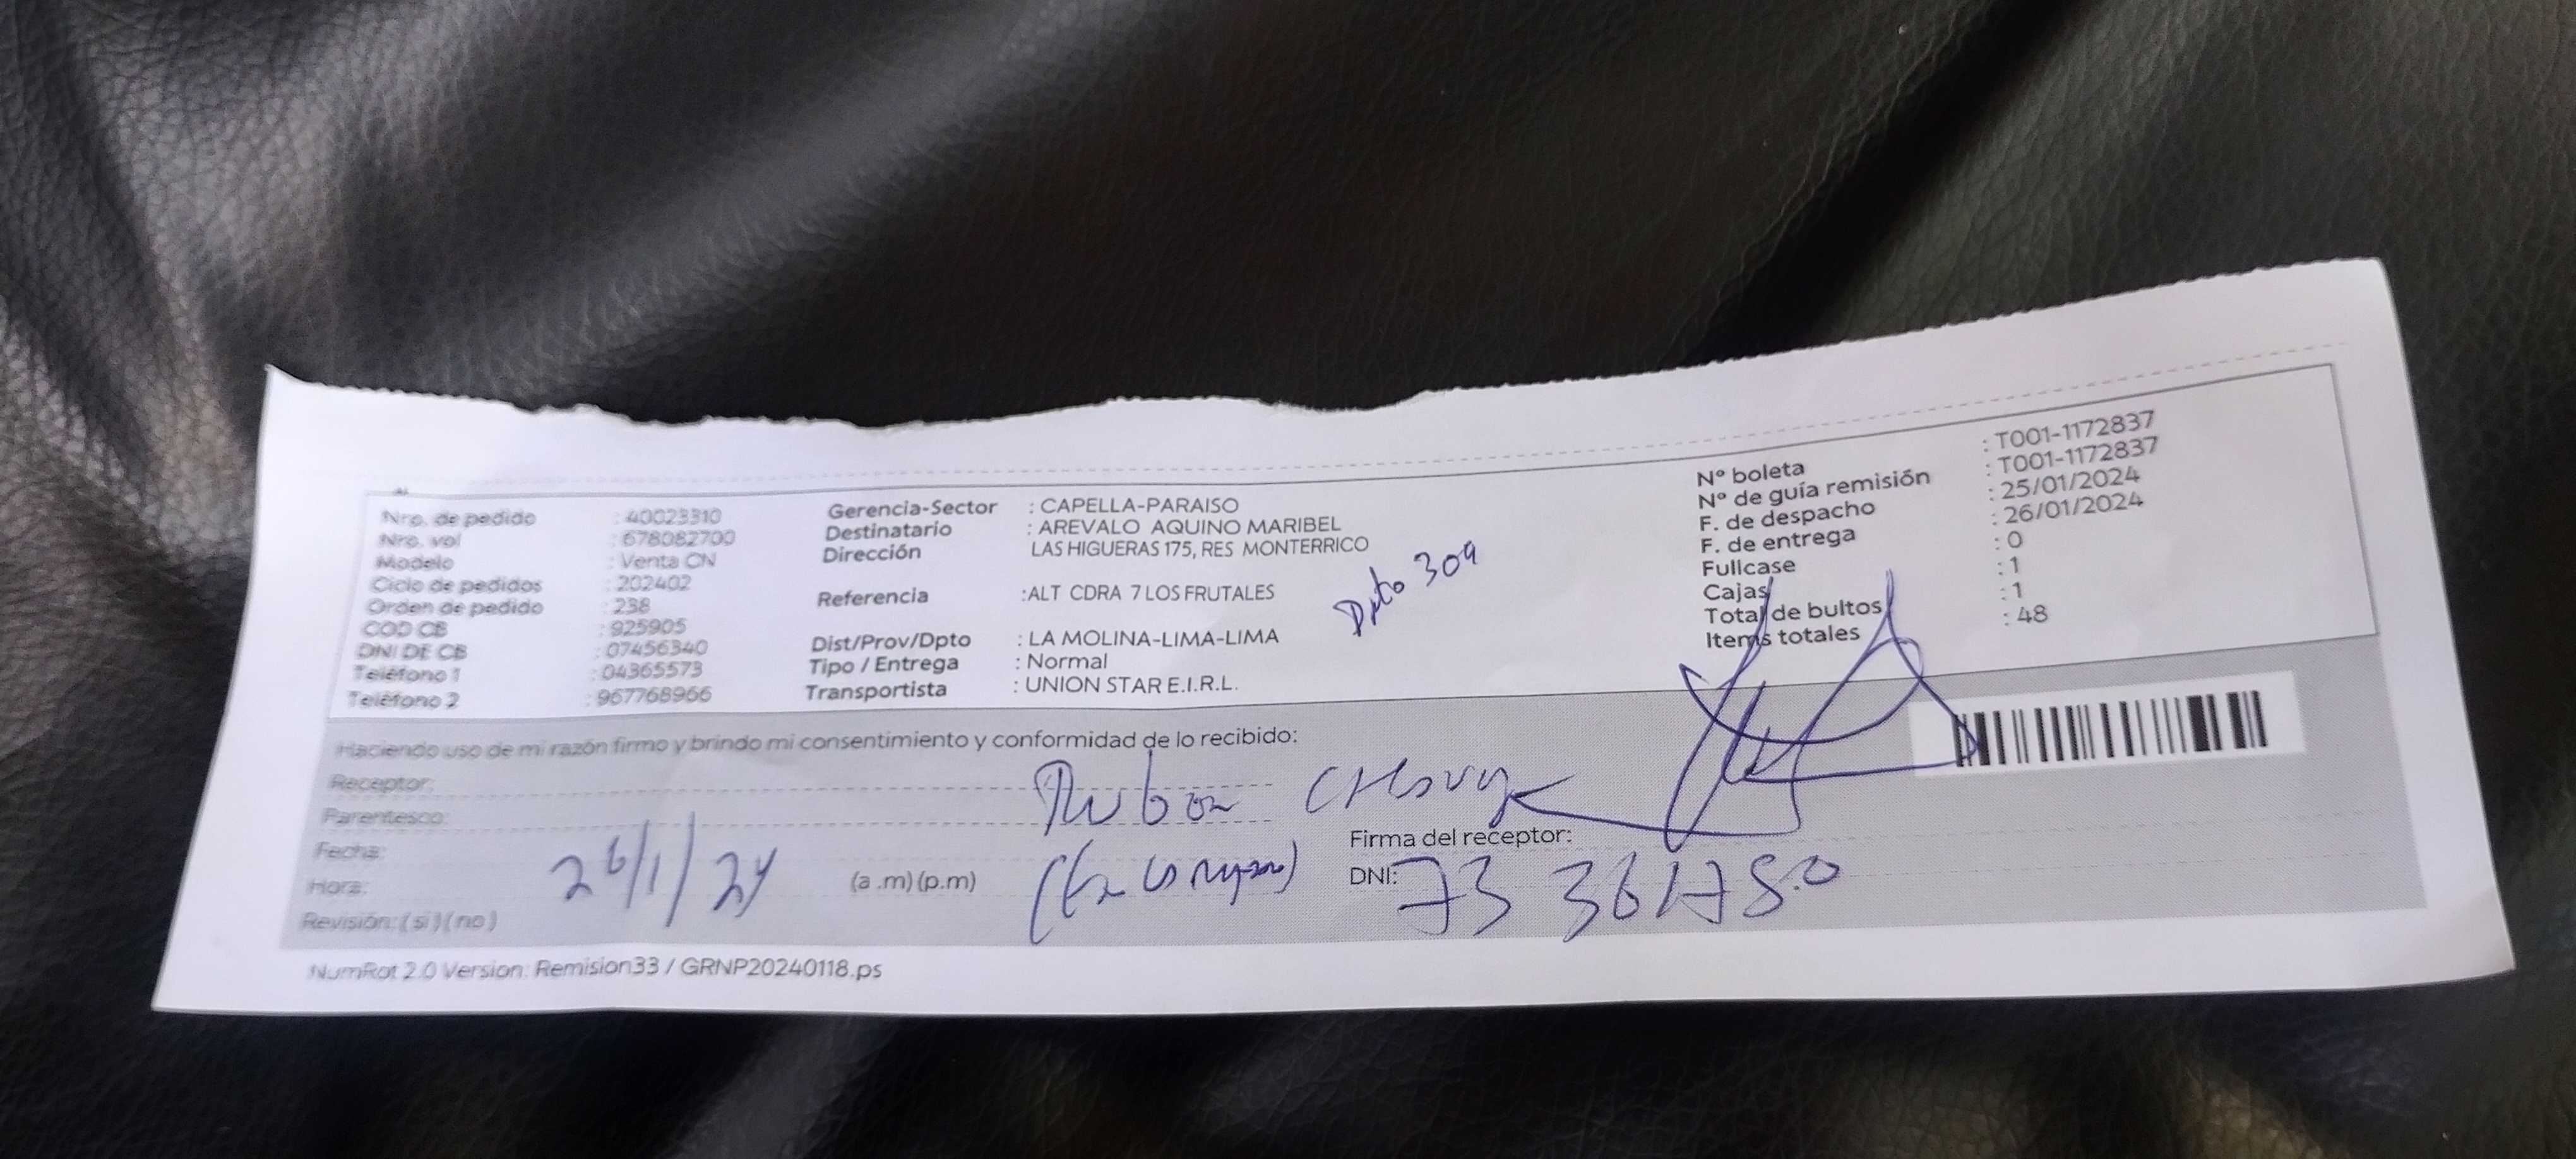 Nro. de pedido : 40023310
Nro. vol : 678082700
Modelo : Venta CN
Ciclo de pedidos : 202402
Orden de pedido : 238
COD CB : 925905
DNI DE CB : 07456340
Teléfono 1 : 04365573
Teléfono 2 : 967768966
Gerencia-Sector : CAPELLA-PARAISO
Destinatario : AREVALO AQUINO MARIBEL
Dirección LAS HIGUERAS 175, RES MONTERRICO
Dpto 309
Referencia :ALT CDRA 7 LOS FRUTALES
Dist/Prov/Dpto : LA MOLINA-LIMA-LIMA
Tipo / Entrega : Normal
Transportista : UNION STAR E.I.R.L.
Nº boleta : T001-1172837
Nº de guía remisión : T001-1172837
F. de despacho : 25/01/2024
F. de entrega : 26/01/2024
Fullcase : 0
Cajas : 1
Total de bultos : 1
Items totales : 48
Haciendo uso de mi razón firmo y brindo mi consentimiento y conformidad de lo recibido:
Receptor:
Parentesco:
Fecha: 26/1/24
Hora: (a .m) (p.m)
Revisión: ( si ) ( no )
Firma del receptor:
DNI:
NumRot 2.0 Version: Remision33 / GRNP20240118.ps